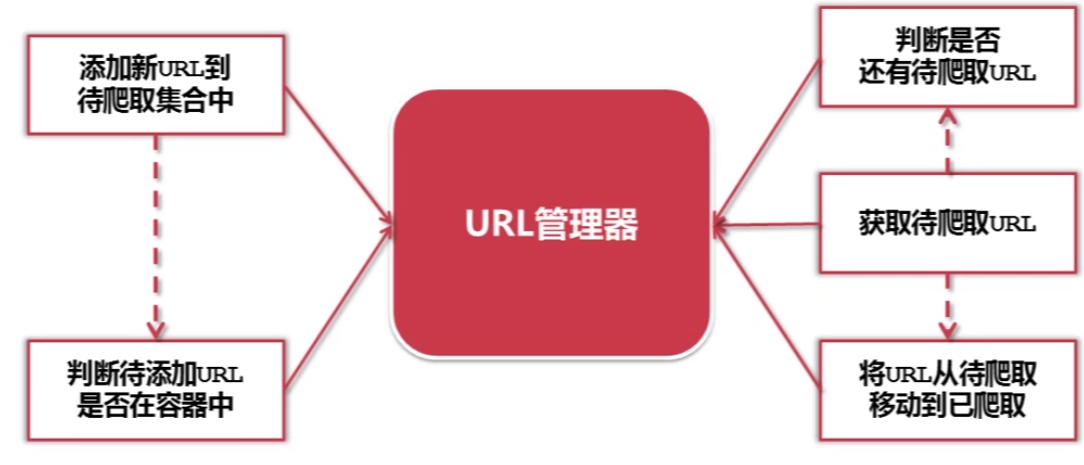 添加新URL到
待爬取集合中
判断待添加URL
是否在容器中
URL管理器
判断是否
还有待爬取URL
获取待爬取URL
将URL从待爬取
移动到已爬取